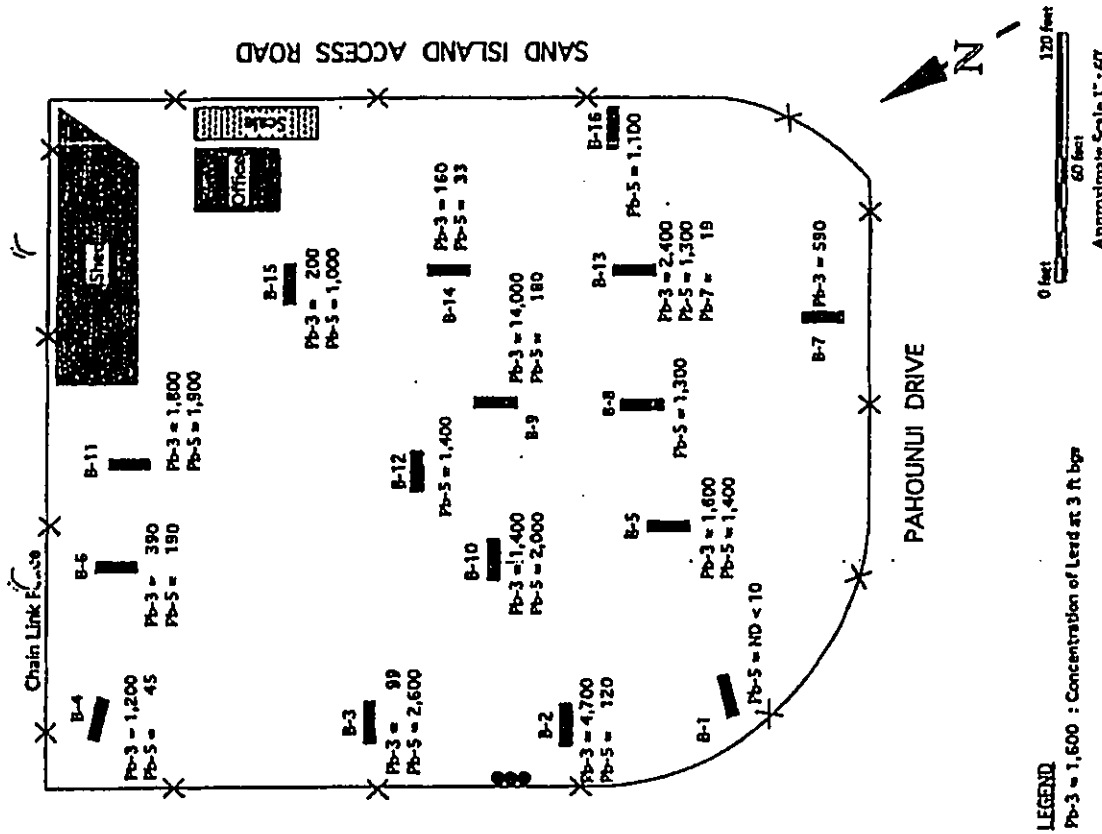 Chain Link
Shed
Office
Scale
SAND ISLAND ACCESS ROAD
B-4
Pb-3 = 1,200
Pb-5 = 45
B-6
Pb-3 = 390
Pb-5 = 190
B-11
Pb-3 = 1,800
Pb-5 = 1,900
B-15
Pb-3 = 200
Pb-5 = 1,000
B-3
Pb-3 = 99
Pb-5 = 2,600
B-12
Pb-5 = 1,400
B-14
Pb-3 = 160
Pb-5 = 33
B-10
Pb-3 = 1,400
Pb-5 = 2,000
B-9
Pb-3 = 14,000
Pb-5 = 180
B-2
Pb-3 = 4,700
Pb-5 = 120
B-5
Pb-3 = 1,600
Pb-5 = 1,400
B-8
Pb-5 = 1,300
B-13
Pb-3 = 2,400
Pb-5 = 1,300
Pb-7 = 19
B-16
Pb-5 = 1,100
B-1
Pb-5 = ND < 10
B-7
Pb-3 = 590
PAHOUNUI DRIVE
N
LEGEND
Pb-3 = 1,600 : Concentration of Lead at 3 ft bgs
0 feet
60 feet
120 feet
Approximate Scale 1" = 60'